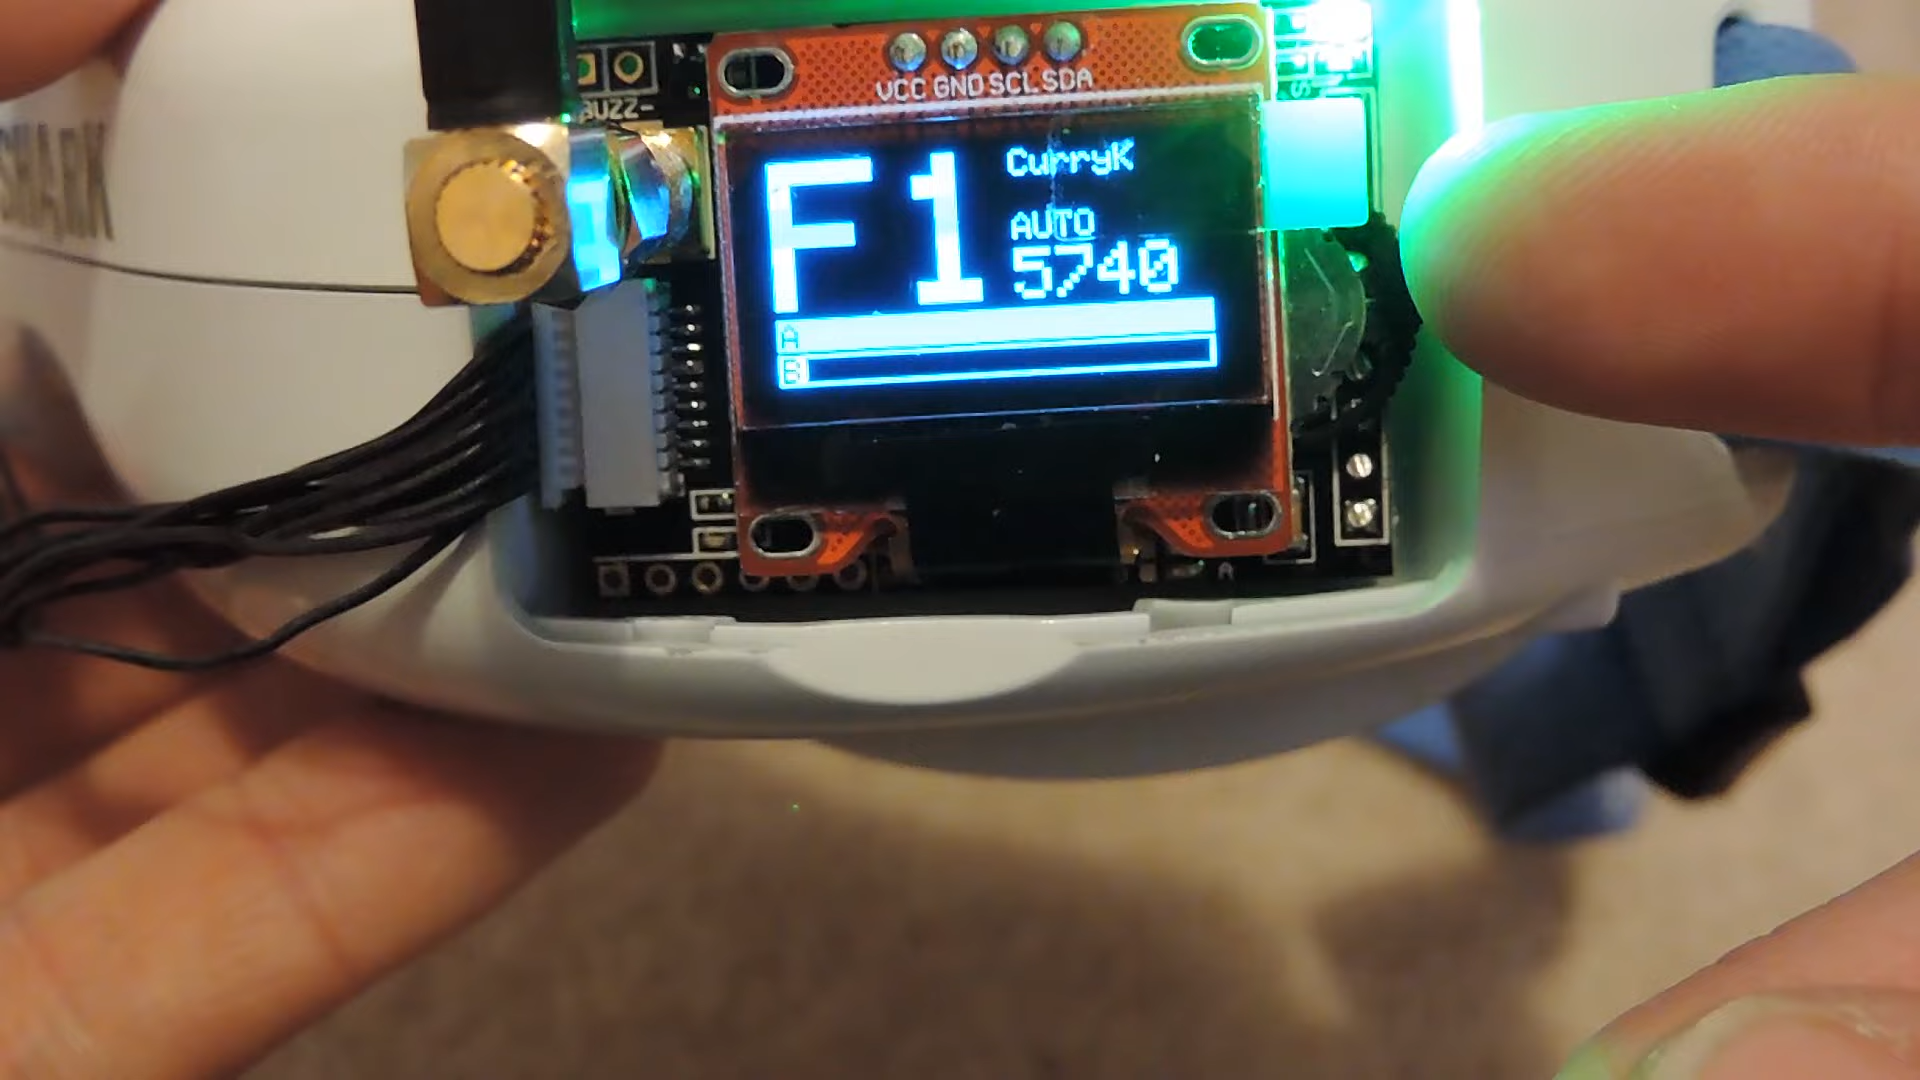 VCC GND SCL SDA
BUZZ-
SHARK
F1
CurryK
AUTO
5740
A
B